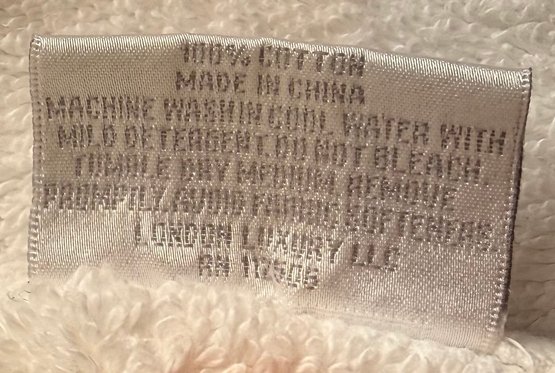 100% COTTON
MADE IN CHINA
MACHINE WASH IN COOL WATER WITH
MILD DETERGENT. DO NOT BLEACH.
TUMBLE DRY MEDIUM. REMOVE
PROMPTLY. AVOID FABRIC SOFTENERS.
LONDON LUXURY LLC
RN